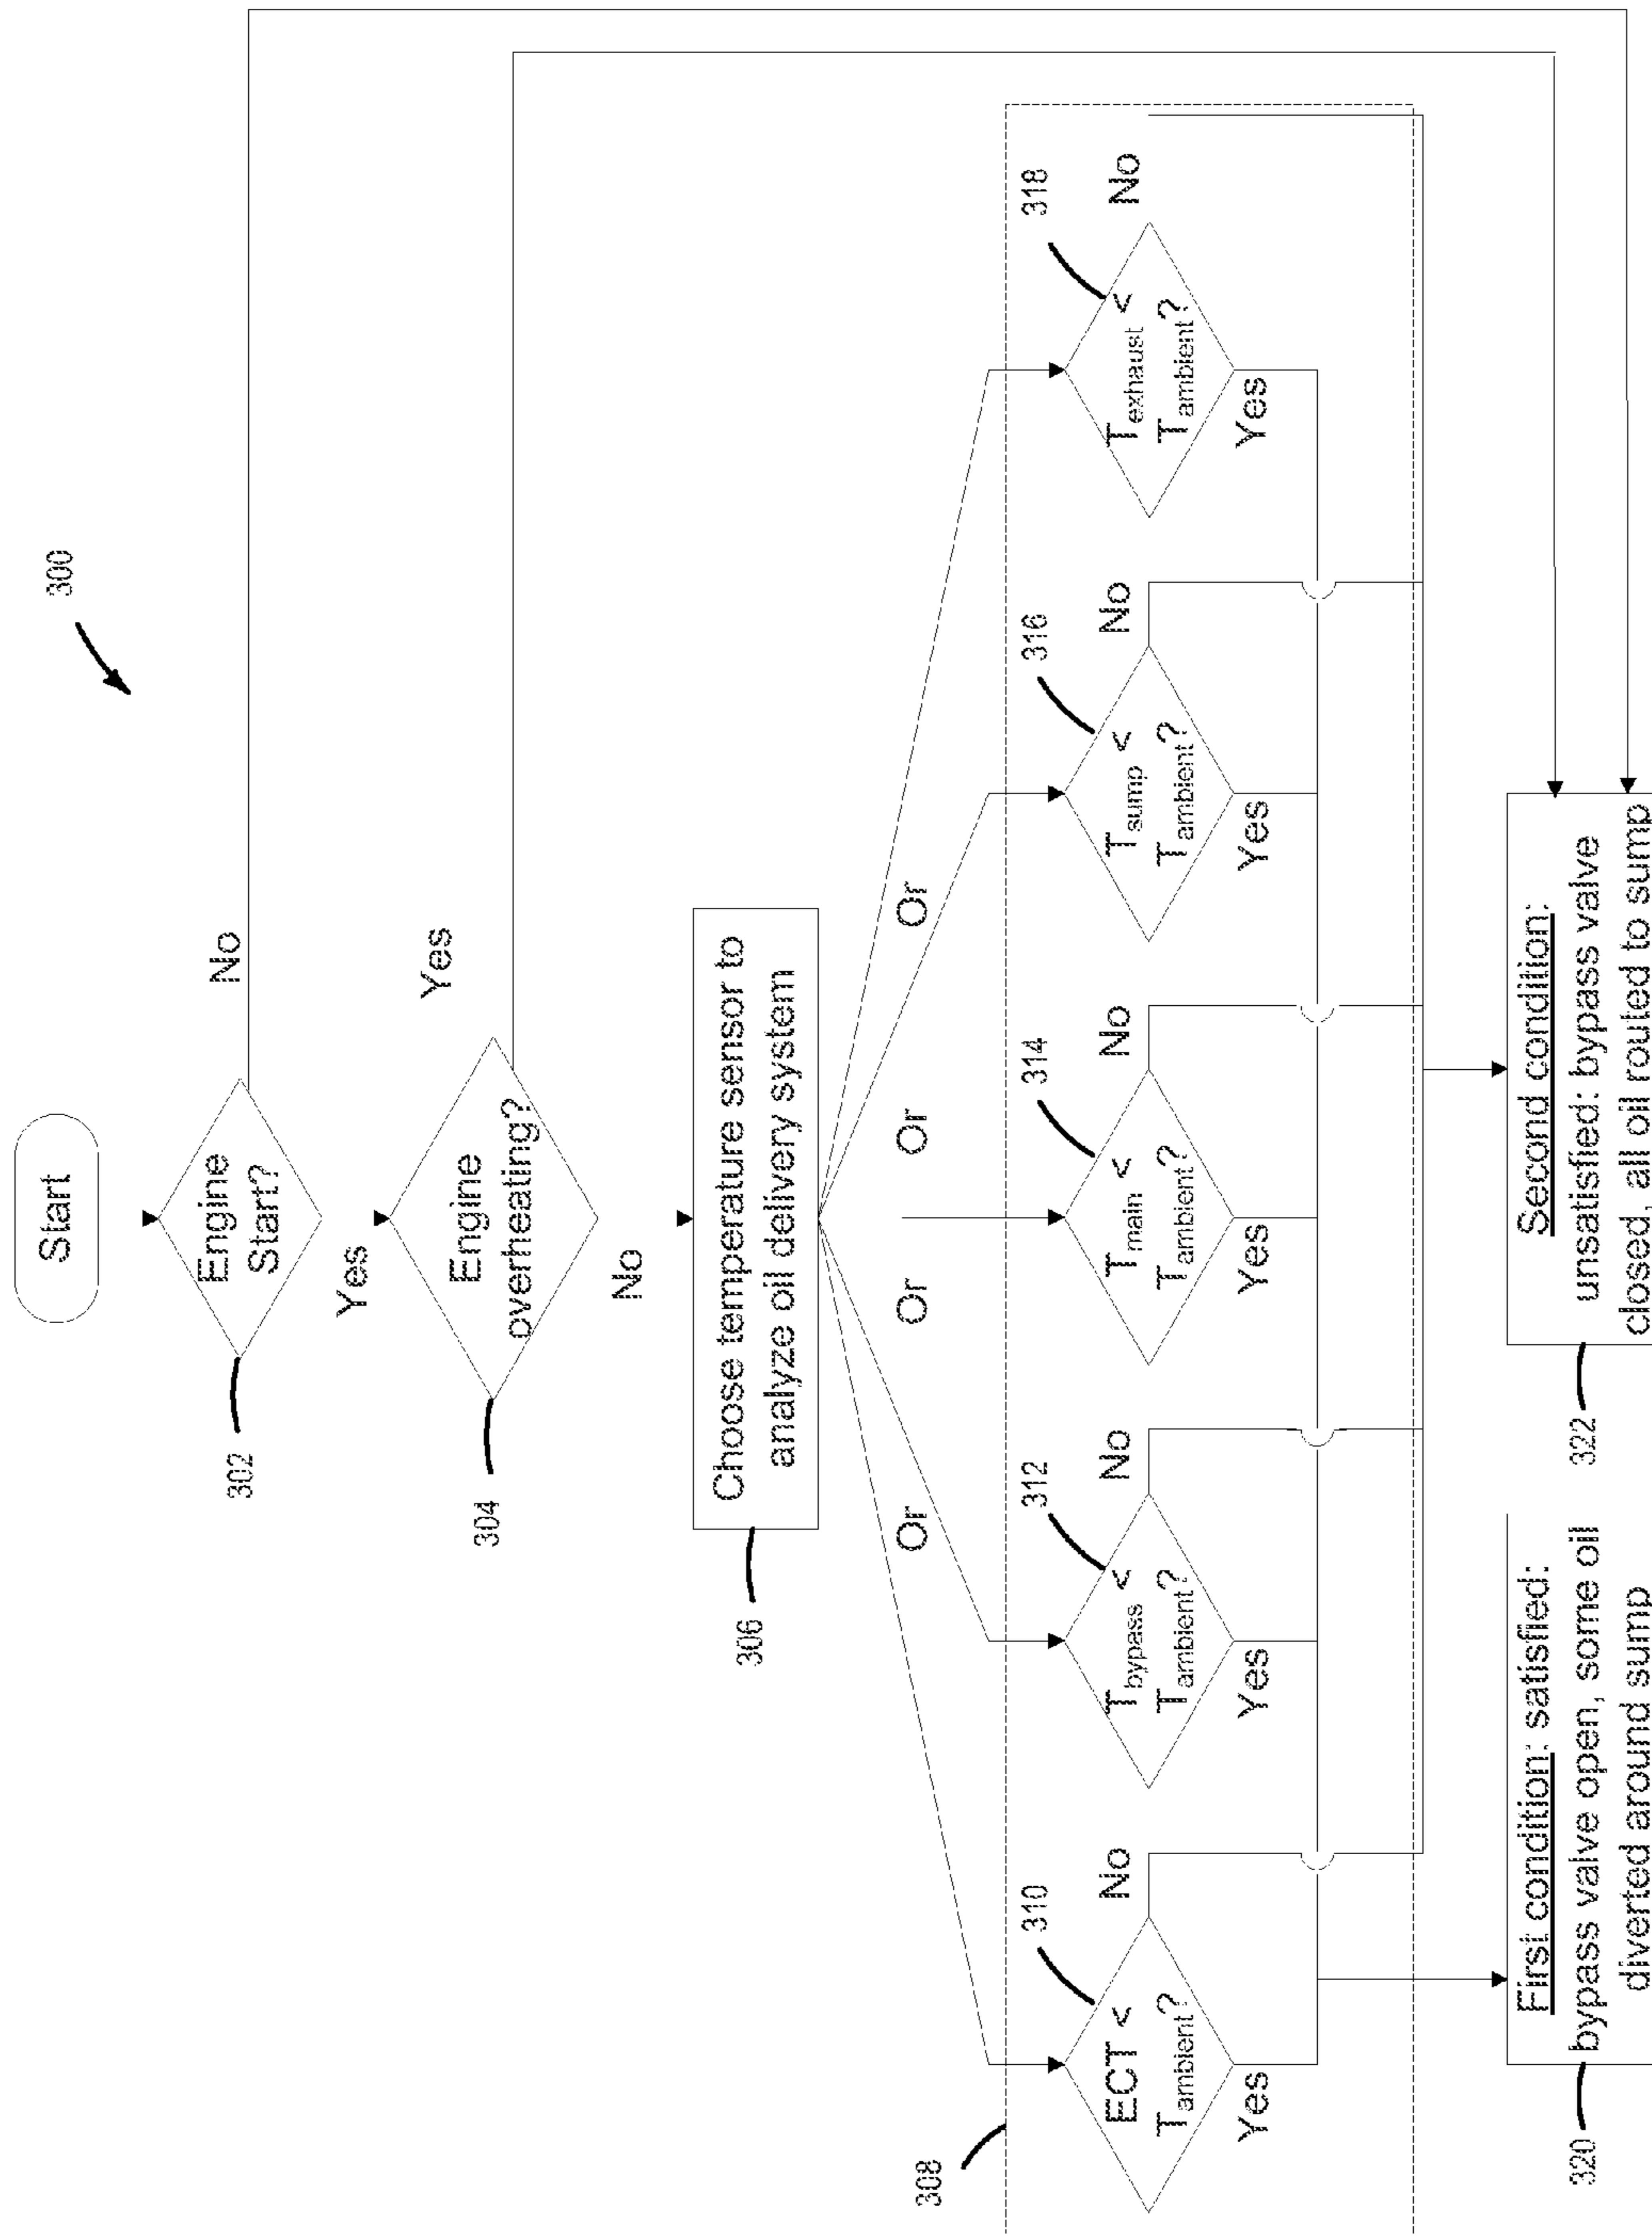 300
Start
Engine
Start?
No
302
Yes
Engine
overheating?
Yes
304
No
Choose temperature sensor to
analyze oil delivery system
306
Or
Or
Or
Or
308
310
312
314
316
318
ECT <
Tambient?
No
Yes
Tbypass <
Tambient?
No
Yes
Tmain <
Tambient?
No
Yes
Tsump <
Tambient?
No
Yes
Texhaust <
Tambient?
No
Yes
First condition: satisfied:
bypass valve open, some oil
diverted around sump
320
Second condition:
unsatisfied: bypass valve
closed, all oil routed to sump
322